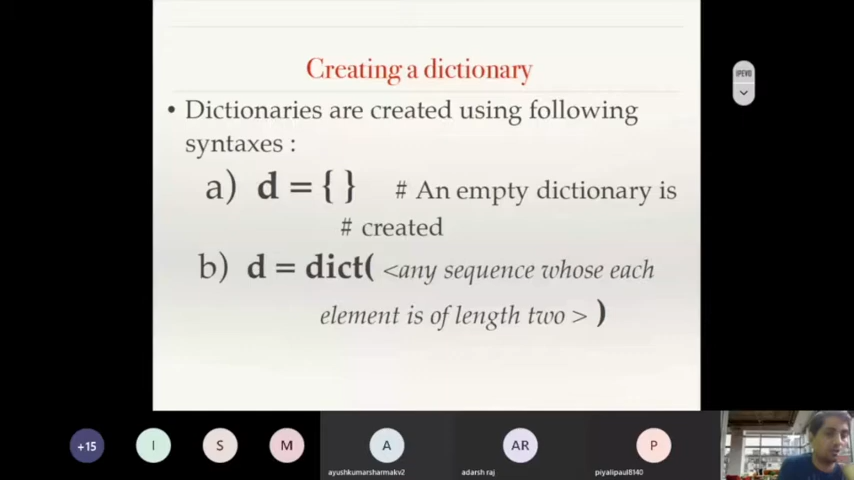 Creating a dictionary
IPEVO
• Dictionaries are created using following
syntaxes :
a) d = { } # An empty dictionary is
# created
b) d = dict( <any sequence whose each
element is of length two > )
+15
I
S
M
A
AR
P
ayushkumarsharmakv2
adarsh raj
piyalipaul8140